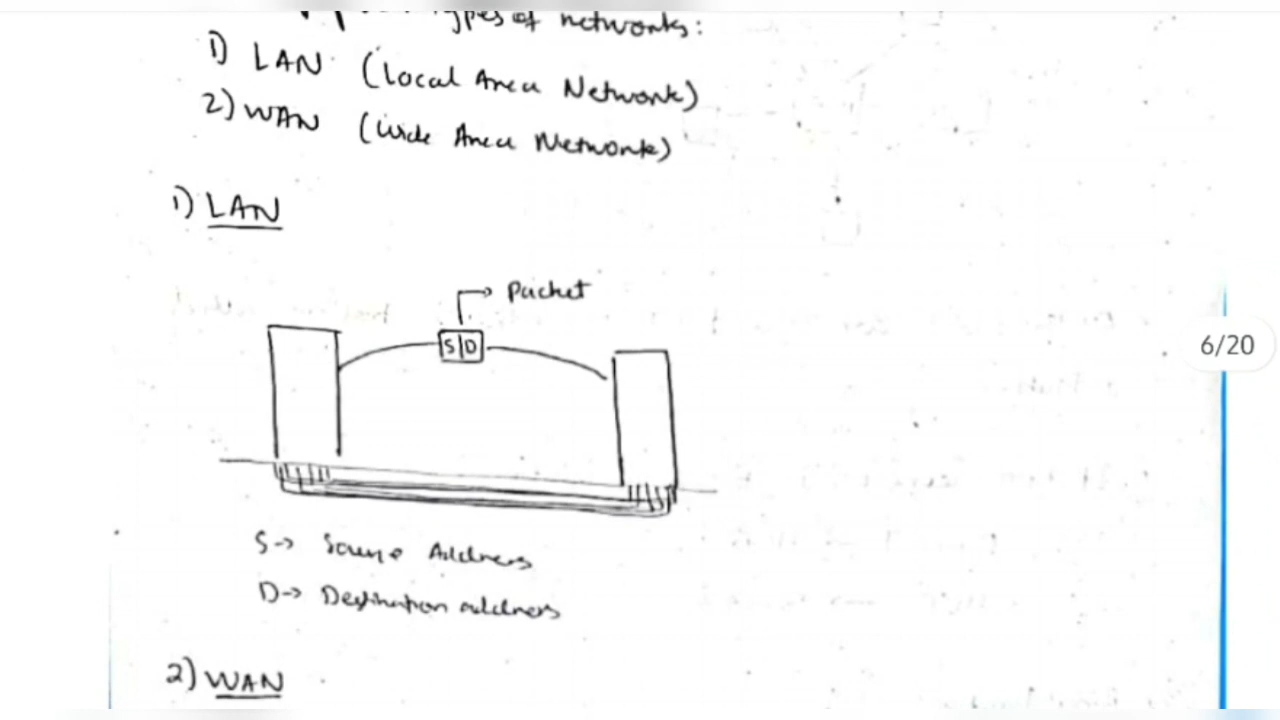 Types of networks:
1) LAN (Local Area Network)
2) WAN (Wide Area Network)
1) LAN
→ Packet
S|D
6/20
S→ Source Address
D→ Destination address
2) WAN